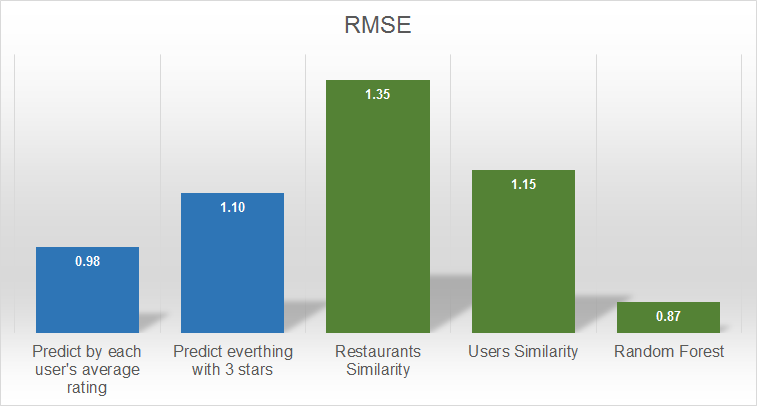 RMSE
1.35
1.15
1.10
0.98
0.87
Predict by each
user's average
rating
Predict everthing
with 3 stars
Restaurants
Similarity
Users Similarity
Random Forest